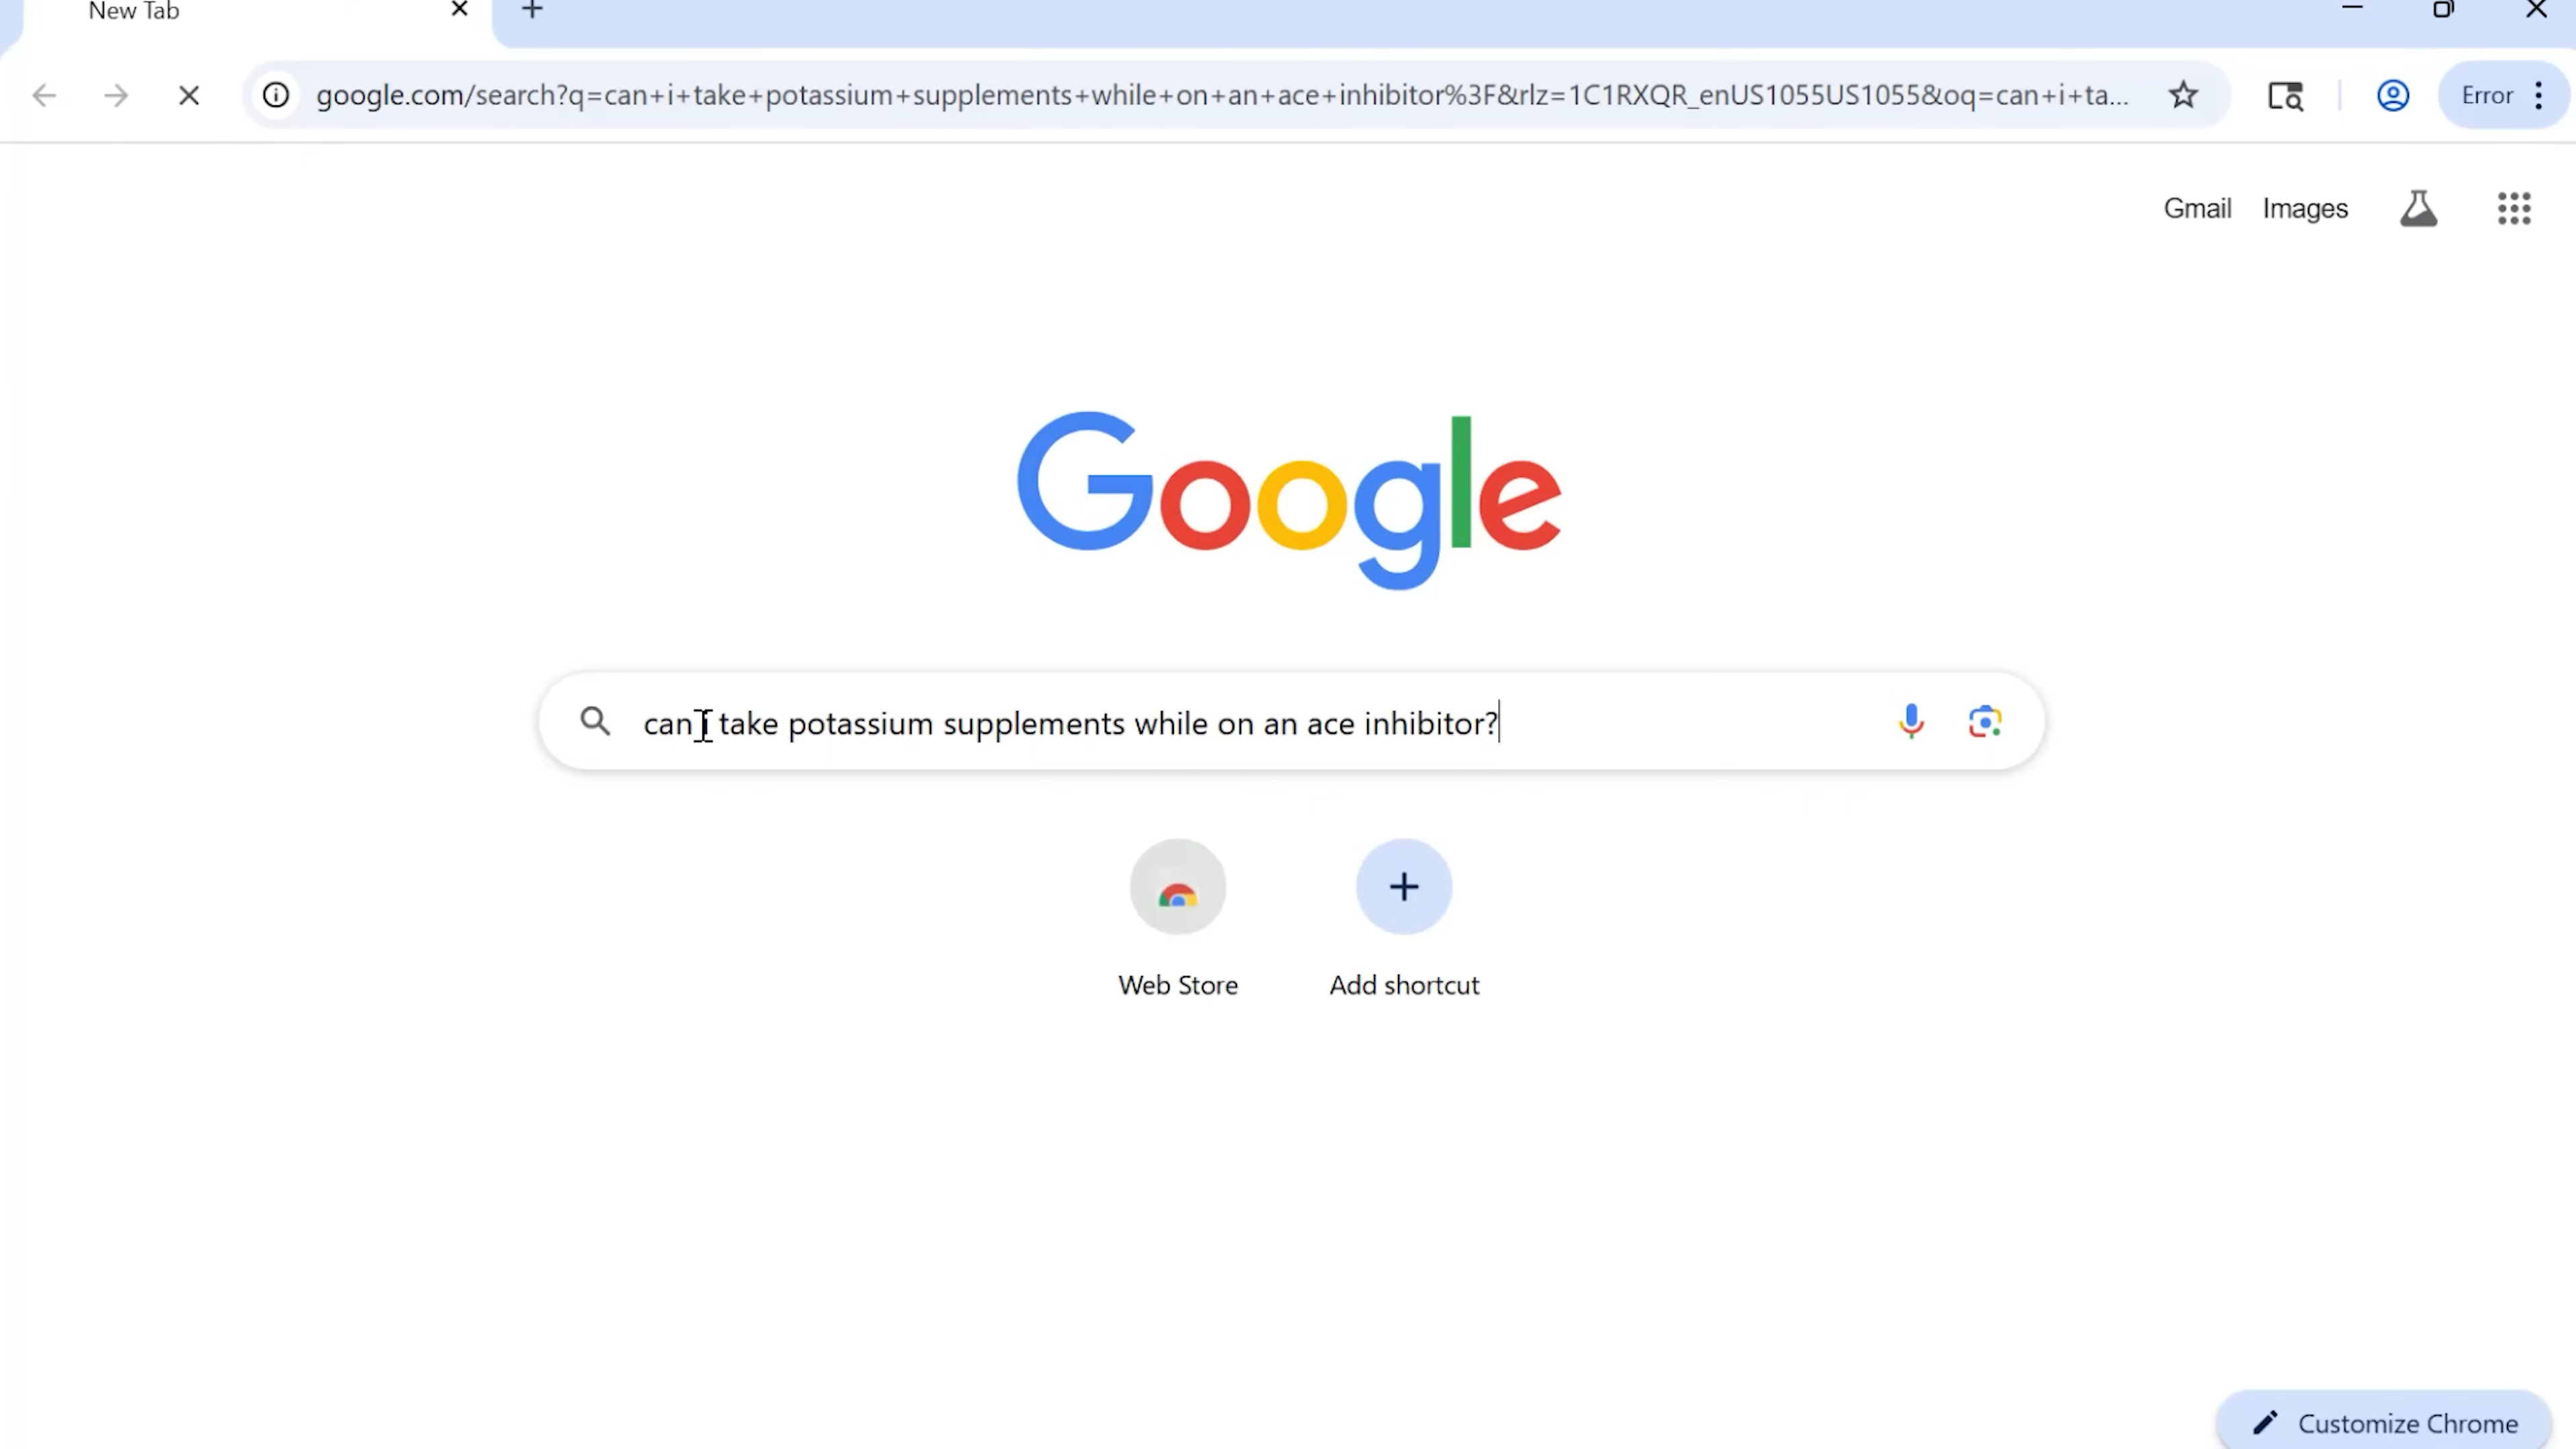 New Tab
google.com/search?q=can+i+take+potassium+supplements+while+on+an+ace+inhibitor%3F&rlz=1C1RXQR_enUS1055US1055&oq=can+i+ta...
Error
Gmail Images
Google
can i take potassium supplements while on an ace inhibitor?
Web Store
Add shortcut
Customize Chrome